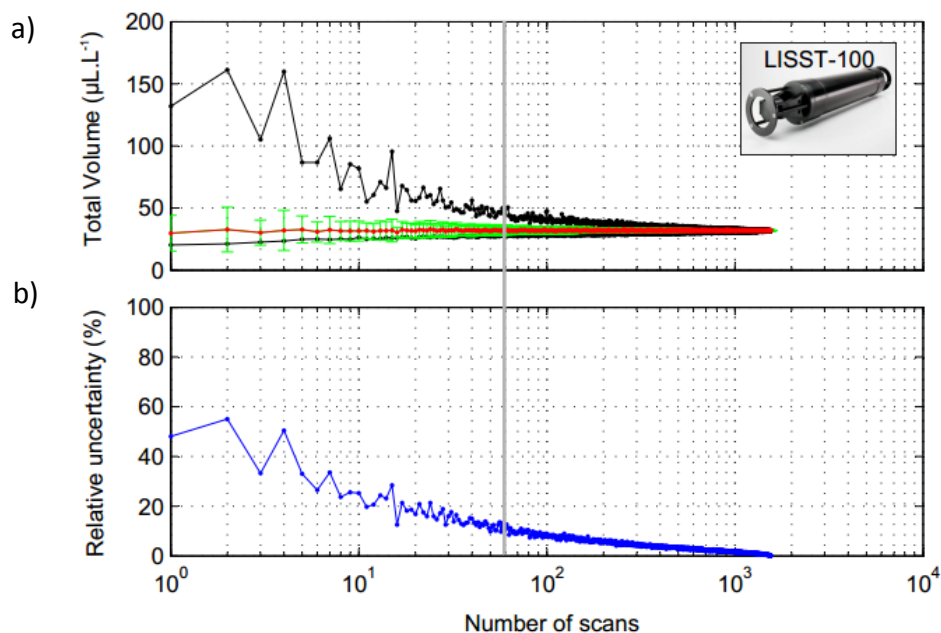 a)
200
150
100
50
0
Total Volume (µL.L⁻¹)
LISST-100
b)
100
80
60
40
20
0
Relative uncertainty (%)
10⁰
10¹
10²
10³
10⁴
Number of scans